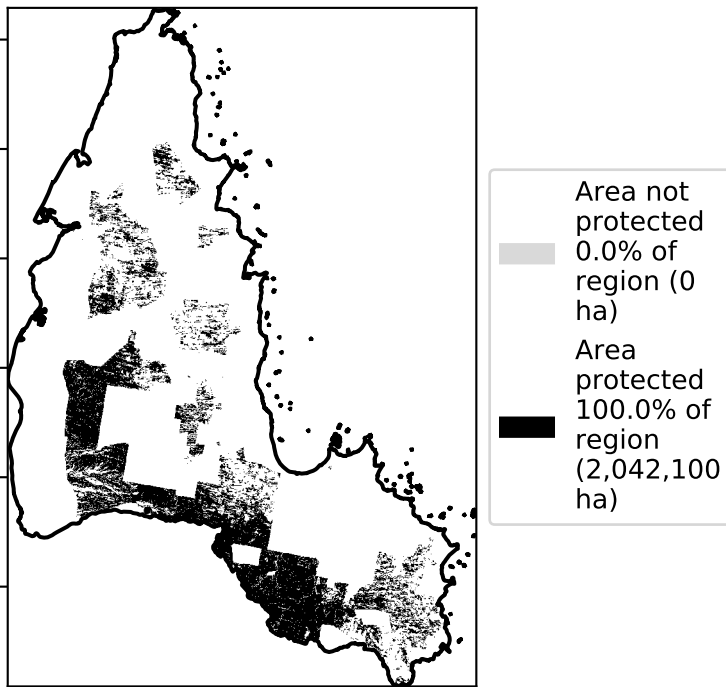 Area not
protected
0.0% of
region (0
ha)
Area
protected
100.0% of
region
(2,042,100
ha)